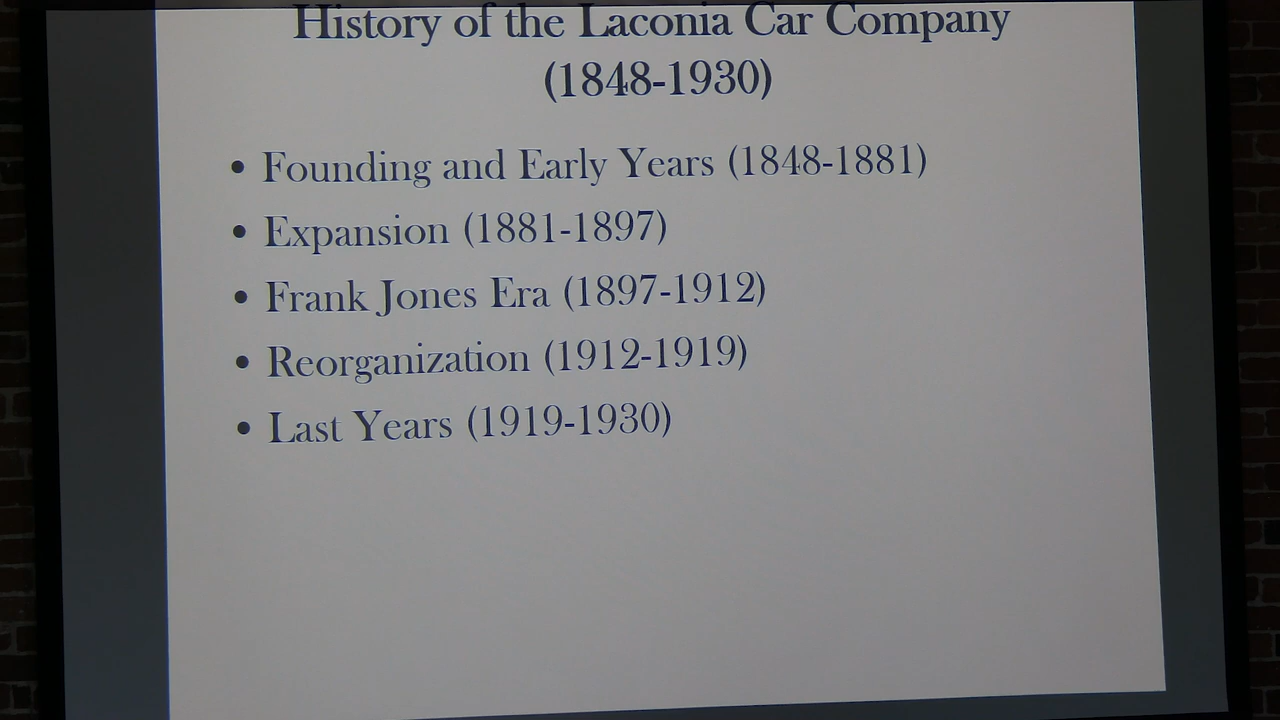 History of the Laconia Car Company
(1848-1930)
• Founding and Early Years (1848-1881)
• Expansion (1881-1897)
• Frank Jones Era (1897-1912)
• Reorganization (1912-1919)
• Last Years (1919-1930)